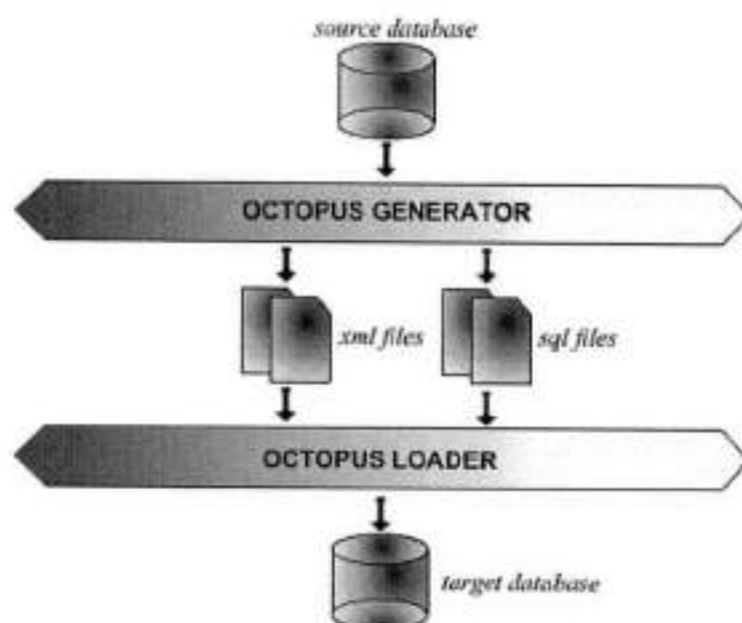 source database
OCTOPUS GENERATOR
xml files
sql files
OCTOPUS LOADER
target database